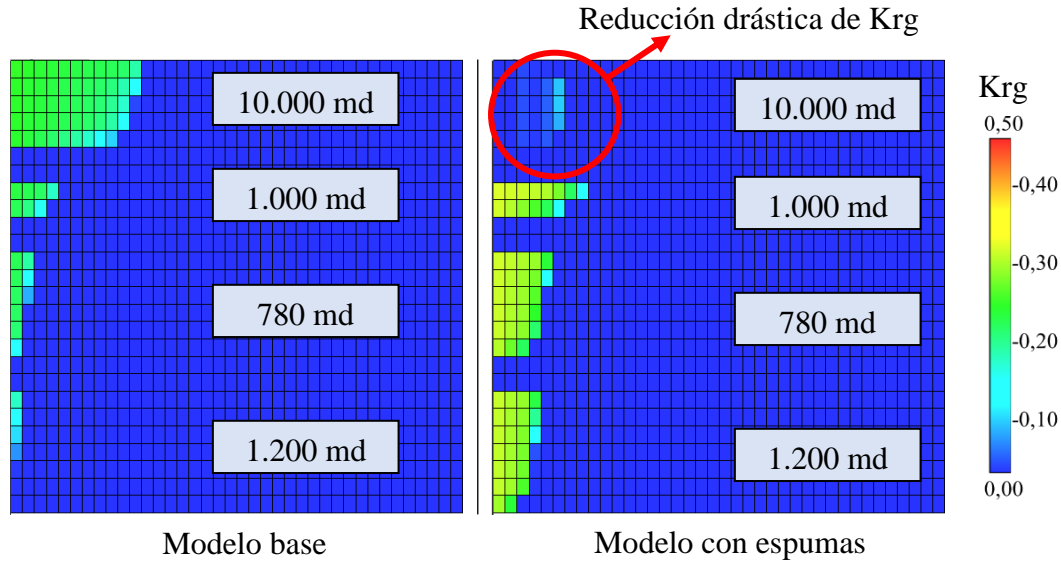 Reducción drástica de Krg
10.000 md
1.000 md
780 md
1.200 md
Modelo base
10.000 md
1.000 md
780 md
1.200 md
Modelo con espumas
Krg
0,50
-0,40
-0,30
-0,20
-0,10
0,00